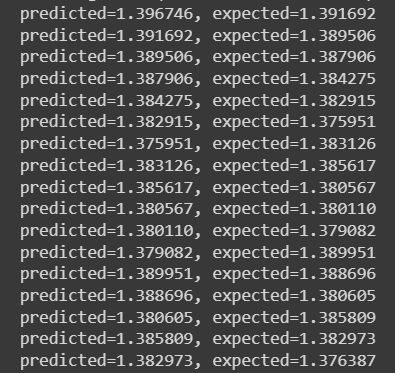 predicted=1.396746, expected=1.391692
predicted=1.391692, expected=1.389506
predicted=1.389506, expected=1.387906
predicted=1.387906, expected=1.384275
predicted=1.384275, expected=1.382915
predicted=1.382915, expected=1.375951
predicted=1.375951, expected=1.383126
predicted=1.383126, expected=1.385617
predicted=1.385617, expected=1.380567
predicted=1.380567, expected=1.380110
predicted=1.380110, expected=1.379082
predicted=1.379082, expected=1.389951
predicted=1.389951, expected=1.388696
predicted=1.388696, expected=1.380605
predicted=1.380605, expected=1.385809
predicted=1.385809, expected=1.382973
predicted=1.382973, expected=1.376387